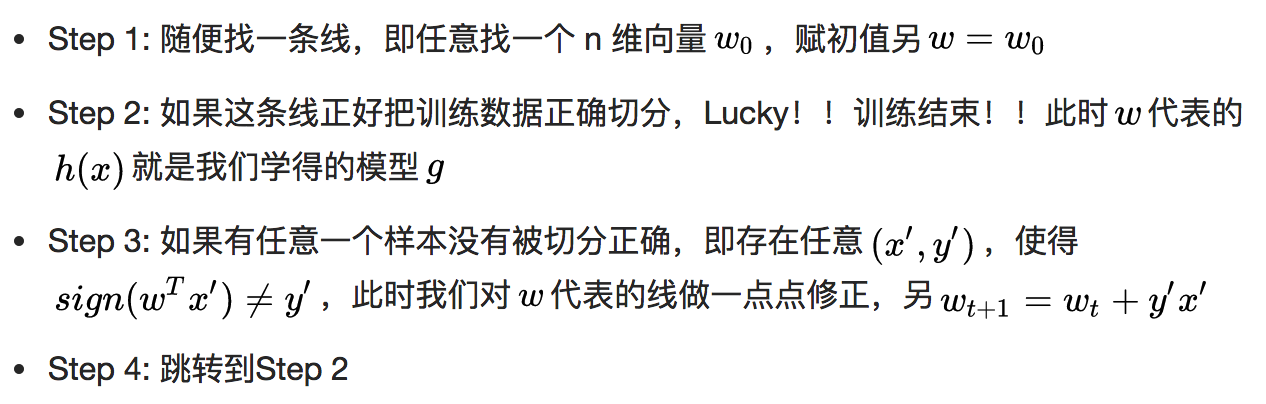 • Step 1: 随便找一条线，即任意找一个 n 维向量 w₀ ，赋初值另 w = w₀
• Step 2: 如果这条线正好把训练数据正确切分，Lucky！！训练结束！！此时 w 代表的
h(x) 就是我们学得的模型 g
• Step 3: 如果有任意一个样本没有被切分正确，即存在任意 (x′, y′) ，使得
sign(wᵀx′) ≠ y′ ，此时我们对 w 代表的线做一点点修正，另 wₜ₊₁ = wₜ + y′x′
• Step 4: 跳转到Step 2